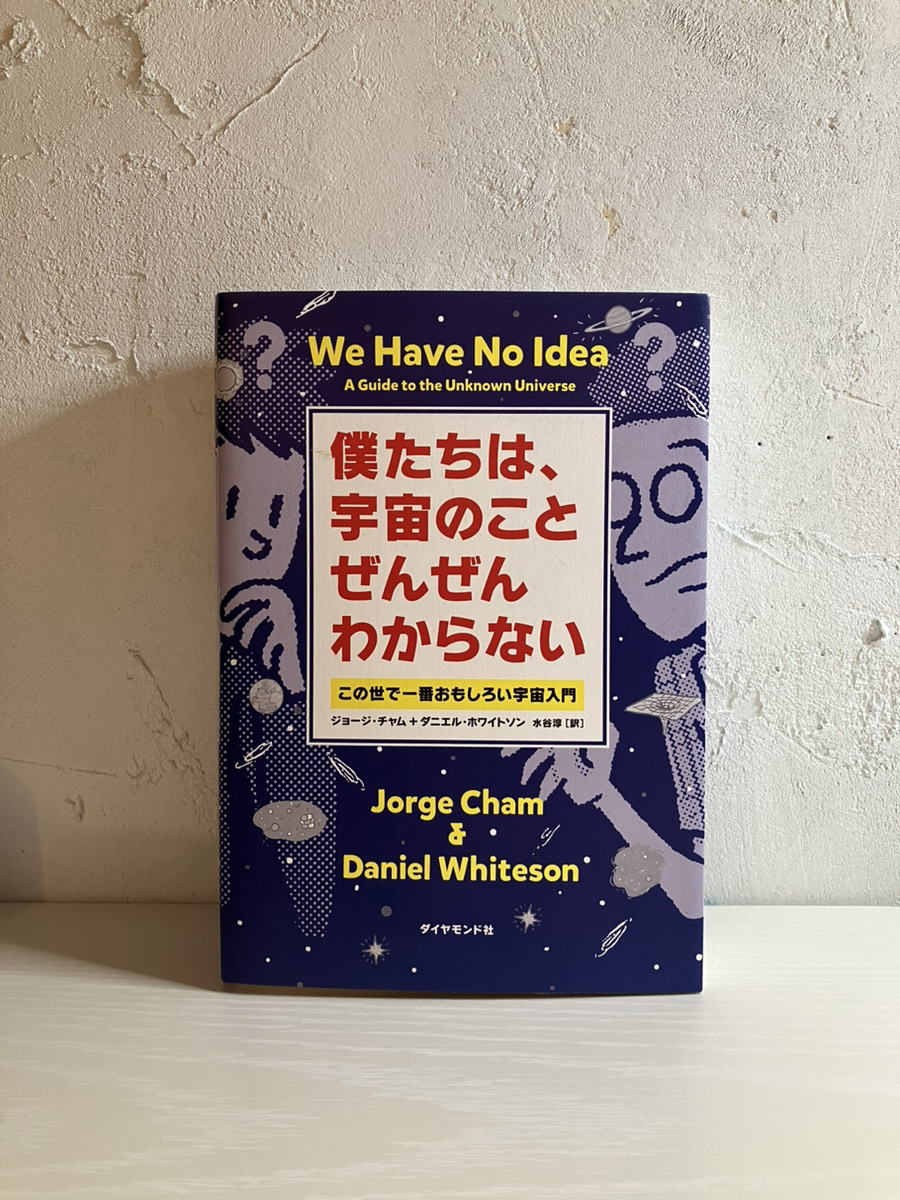 ? ?
We Have No Idea
A Guide to the Unknown Universe
僕たちは、
宇宙のこと
ぜんぜん
わからない
この世で一番おもしろい宇宙入門
ジョージ・チャム + ダニエル・ホワイトソン 水谷淳[訳]
Jorge Cham
&
Daniel Whiteson
ダイヤモンド社